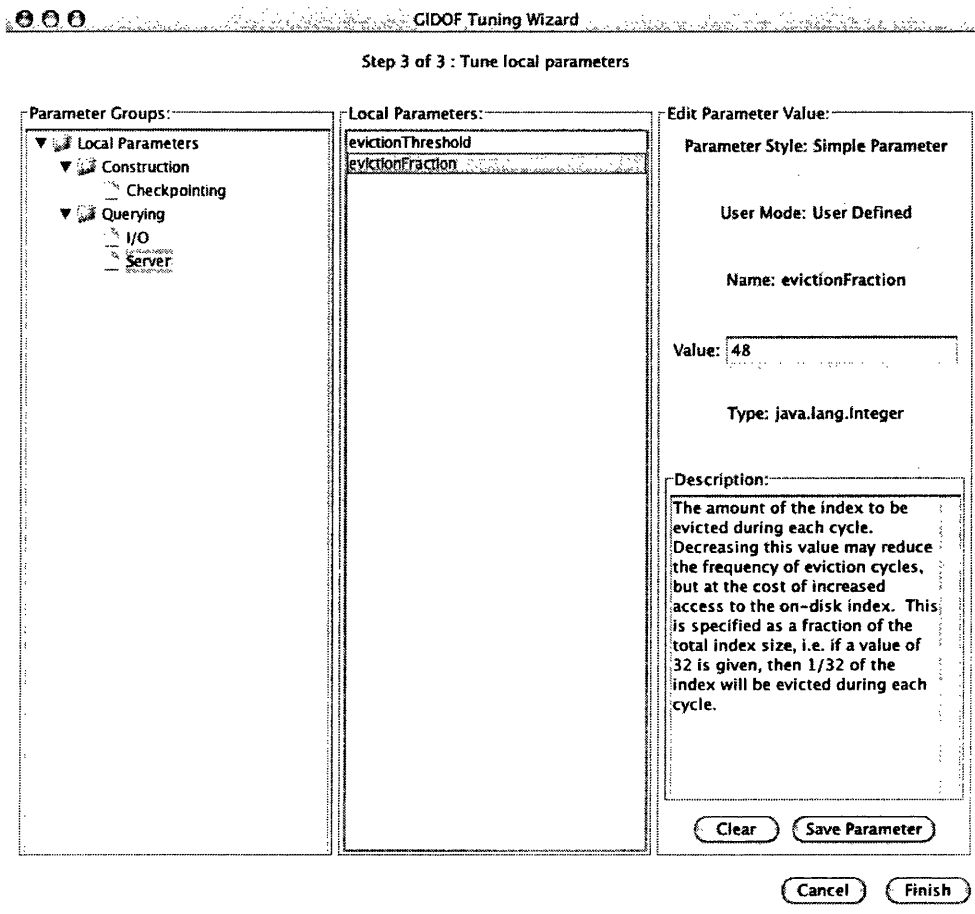 GIDOF Tuning Wizard
Step 3 of 3 : Tune local parameters
Parameter Groups:
Local Parameters
Construction
Checkpointing
Querying
I/O
Server
Local Parameters:
evictionThreshold
evictionFraction
Edit Parameter Value:
Parameter Style: Simple Parameter
User Mode: User Defined
Name: evictionFraction
Value: 48
Type: java.lang.Integer
Description:
The amount of the index to be
evicted during each cycle.
Decreasing this value may reduce
the frequency of eviction cycles,
but at the cost of increased
access to the on-disk index. This
is specified as a fraction of the
total index size, i.e. if a value of
32 is given, then 1/32 of the
index will be evicted during each
cycle.
Clear
Save Parameter
Cancel
Finish